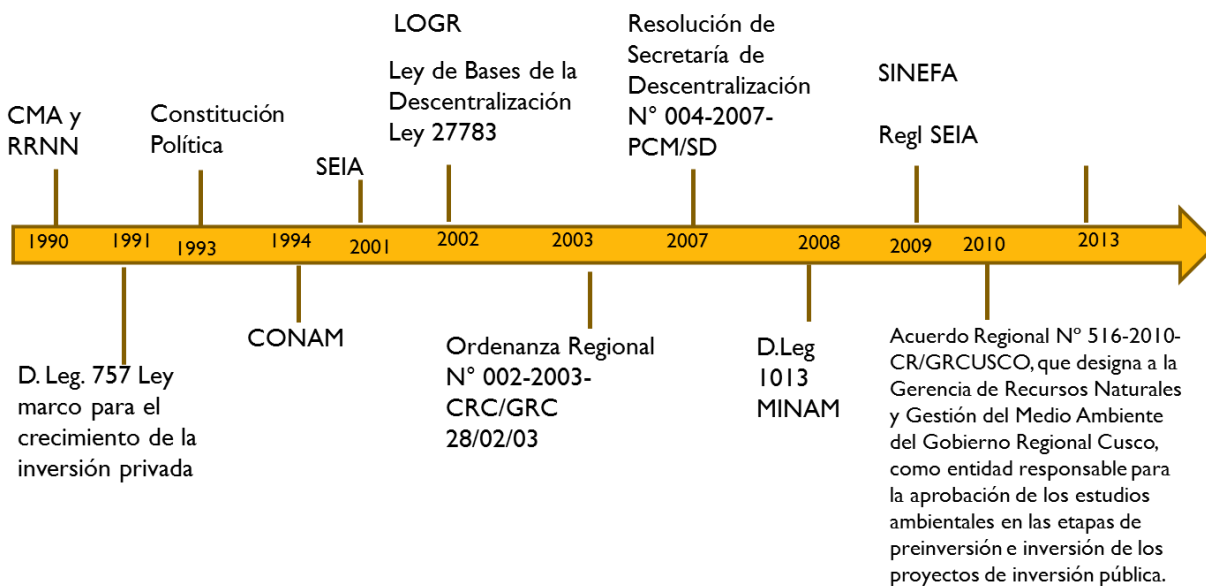 LOGR
Ley de Bases de la
Descentralización
Ley 27783
Resolución de
Secretaría de
Descentralización
N° 004-2007-
PCM/SD
SINEFA
Regl SEIA
CMA y
RRNN
Constitución
Política
SEIA
1990
1991
1993
1994
2001
2002
2003
2007
2008
2009
2010
2013
D. Leg. 757 Ley
marco para el
crecimiento de la
inversión privada
CONAM
Ordenanza Regional
N° 002-2003-
CRC/GRC
28/02/03
D.Leg
1013
MINAM
Acuerdo Regional Nº 516-2010-
CR/GRCUSCO, que designa a la
Gerencia de Recursos Naturales
y Gestión del Medio Ambiente
del Gobierno Regional Cusco,
como entidad responsable para
la aprobación de los estudios
ambientales en las etapas de
preinversión e inversión de los
proyectos de inversión pública.